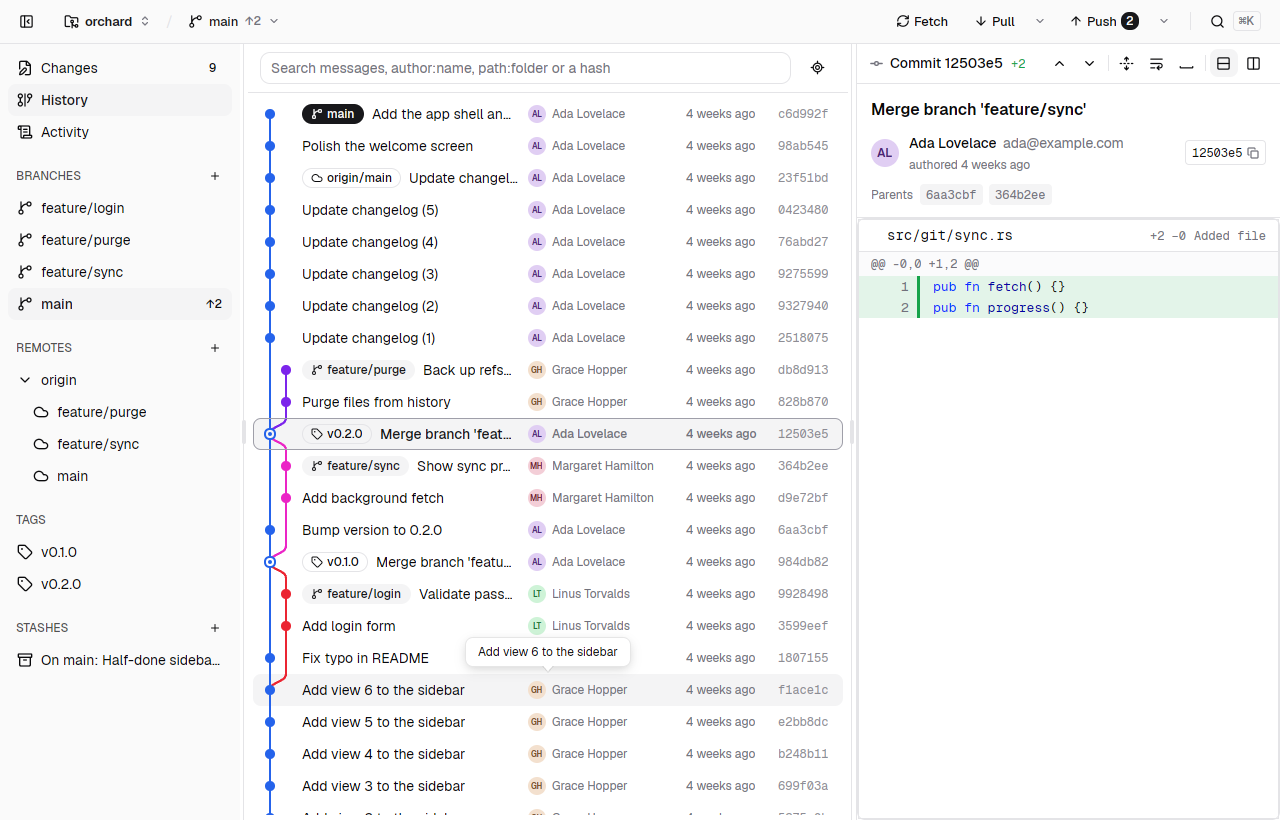 orchard / main ↑2
Fetch Pull Push 2 ⌘K
Changes 9
History
Activity
BRANCHES
feature/login
feature/purge
feature/sync
main ↑2
REMOTES
origin
feature/purge
feature/sync
main
TAGS
v0.1.0
v0.2.0
STASHES
On main: Half-done sideba...
Search messages, author:name, path:folder or a hash
main Add the app shell an... AL Ada Lovelace 4 weeks ago c6d992f
Polish the welcome screen AL Ada Lovelace 4 weeks ago 98ab545
origin/main Update changel... AL Ada Lovelace 4 weeks ago 23f51bd
Update changelog (5) AL Ada Lovelace 4 weeks ago 0423480
Update changelog (4) AL Ada Lovelace 4 weeks ago 76abd27
Update changelog (3) AL Ada Lovelace 4 weeks ago 9275599
Update changelog (2) AL Ada Lovelace 4 weeks ago 9327940
Update changelog (1) AL Ada Lovelace 4 weeks ago 2518075
feature/purge Back up refs... GH Grace Hopper 4 weeks ago db8d913
Purge files from history GH Grace Hopper 4 weeks ago 828b870
v0.2.0 Merge branch 'feat... AL Ada Lovelace 4 weeks ago 12503e5
feature/sync Show sync pr... MH Margaret Hamilton 4 weeks ago 364b2ee
Add background fetch MH Margaret Hamilton 4 weeks ago d9e72bf
Bump version to 0.2.0 AL Ada Lovelace 4 weeks ago 6aa3cbf
v0.1.0 Merge branch 'featu... AL Ada Lovelace 4 weeks ago 984db82
feature/login Validate pass... LT Linus Torvalds 4 weeks ago 9928498
Add login form LT Linus Torvalds 4 weeks ago 3599eef
Fix typo in README 4 weeks ago 1807155
Add view 6 to the sidebar
Add view 6 to the sidebar GH Grace Hopper 4 weeks ago f1ace1c
Add view 5 to the sidebar GH Grace Hopper 4 weeks ago e2bb8dc
Add view 4 to the sidebar GH Grace Hopper 4 weeks ago b248b11
Add view 3 to the sidebar GH Grace Hopper 4 weeks ago 699f03a
Commit 12503e5 +2
Merge branch 'feature/sync'
AL Ada Lovelace ada@example.com
authored 4 weeks ago
12503e5
Parents 6aa3cbf 364b2ee
src/git/sync.rs +2 −0 Added file
@@ -0,0 +1,2 @@
1 pub fn fetch() {}
2 pub fn progress() {}